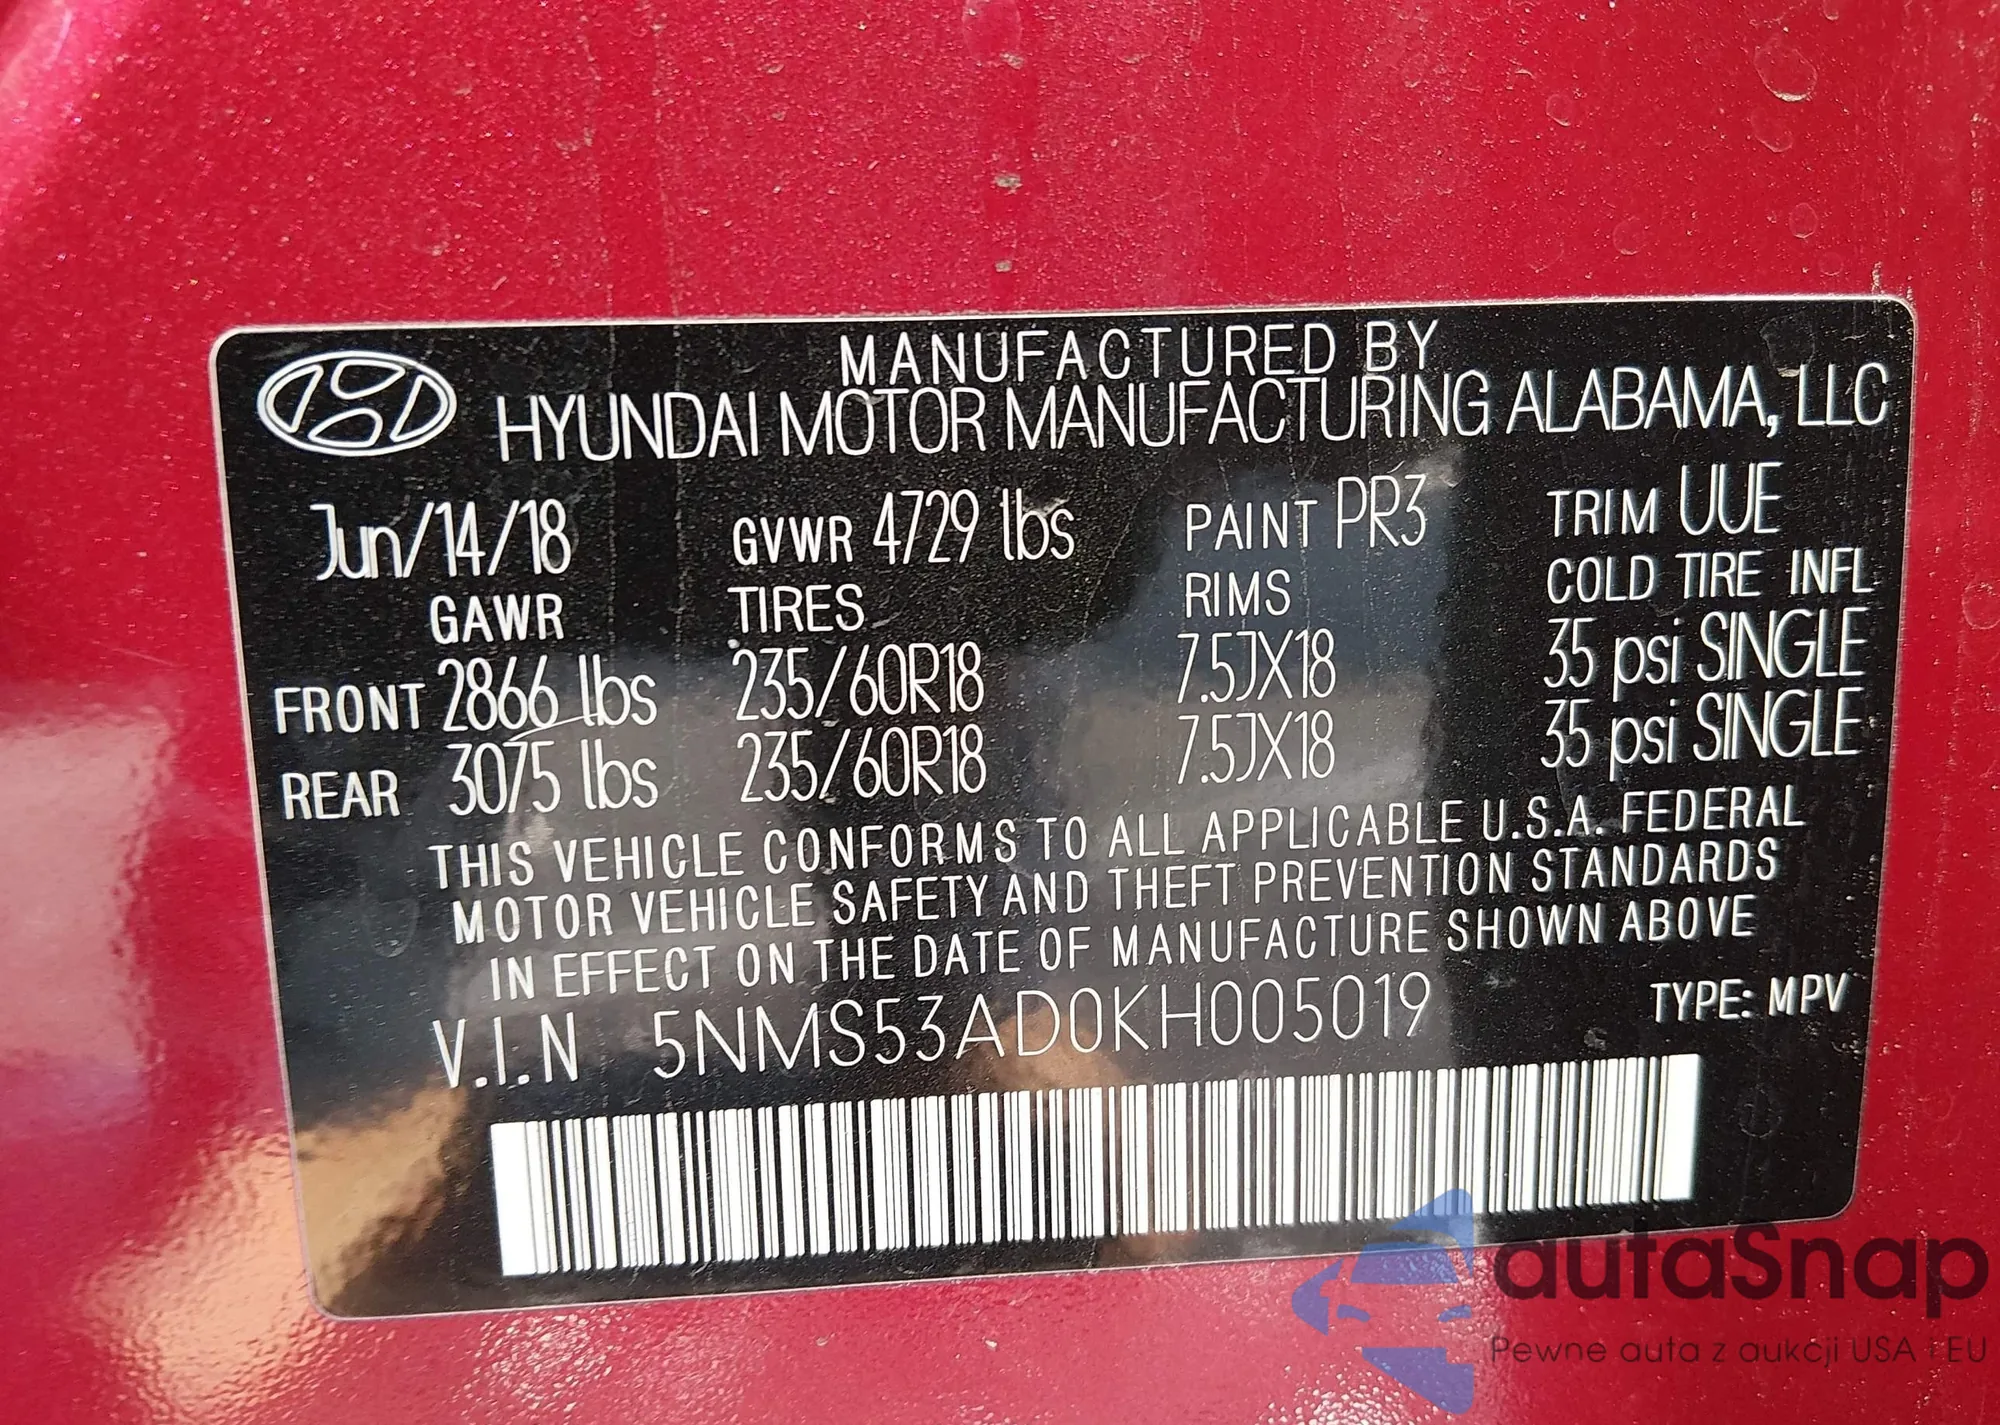 MANUFACTURED BY
HYUNDAI MOTOR MANUFACTURING ALABAMA, LLC
Jun/14/18 GVWR 4729 lbs PAINT PR3 TRIM UUE
GAWR TIRES RIMS COLD TIRE INFL
FRONT 2866 lbs 235/60R18 7.5JX18 35 psi SINGLE
REAR 3075 lbs 235/60R18 7.5JX18 35 psi SINGLE
THIS VEHICLE CONFORMS TO ALL APPLICABLE U.S.A. FEDERAL
MOTOR VEHICLE SAFETY AND THEFT PREVENTION STANDARDS
IN EFFECT ON THE DATE OF MANUFACTURE SHOWN ABOVE
V.I.N 5NMS53AD0KH005019 TYPE: MPV
autaSnap
Pewne auta z aukcji USA i EU